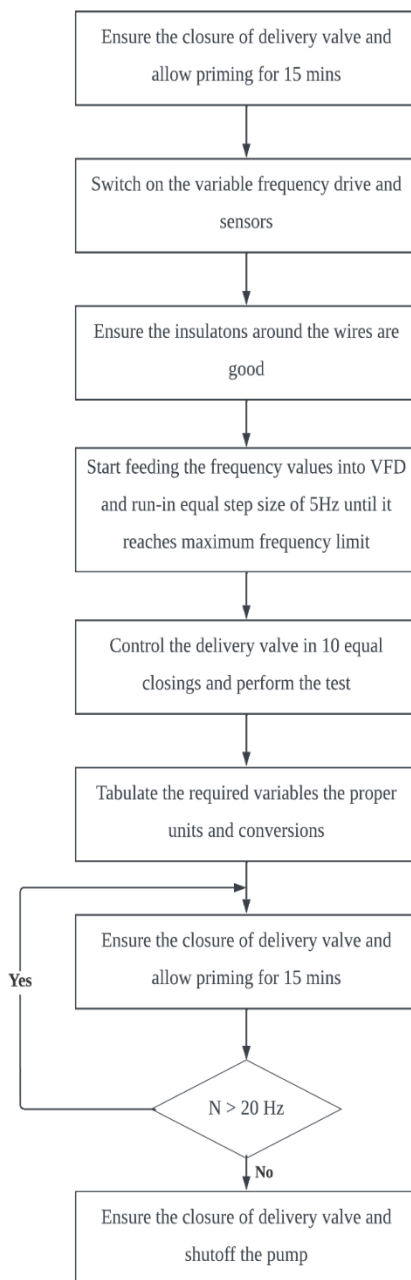 Ensure the closure of delivery valve and
allow priming for 15 mins
Switch on the variable frequency drive and
sensors
Ensure the insulatons around the wires are
good
Start feeding the frequency values into VFD
and run-in equal step size of 5Hz until it
reaches maximum frequency limit
Control the delivery valve in 10 equal
closings and perform the test
Tabulate the required variables the proper
units and conversions
Ensure the closure of delivery valve and
allow priming for 15 mins
Yes
N > 20 Hz
No
Ensure the closure of delivery valve and
shutoff the pump